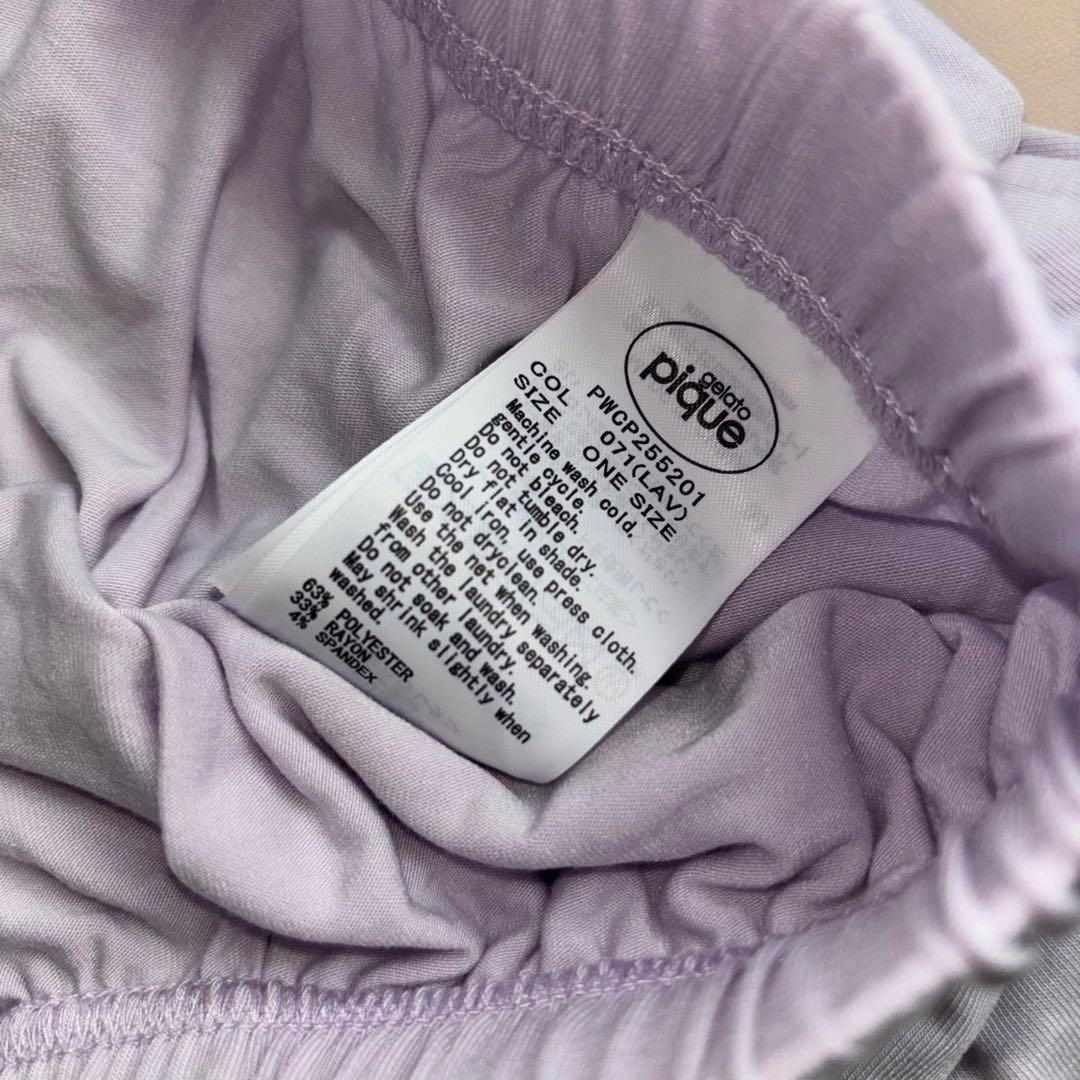 gelato
pique
PWCP255201
COL 071(LAV)
SIZE ONE SIZE
Machine wash cold,
gentle cycle.
Do not bleach.
Do not tumble dry.
Dry flat in shade.
Cool iron, use press cloth.
Do not dryclean.
Use the net when washing.
Wash the laundry separately
from other laundry.
Do not soak and wash.
May shrink slightly when
washed.
63% POLYESTER
33% RAYON
4% SPANDEX